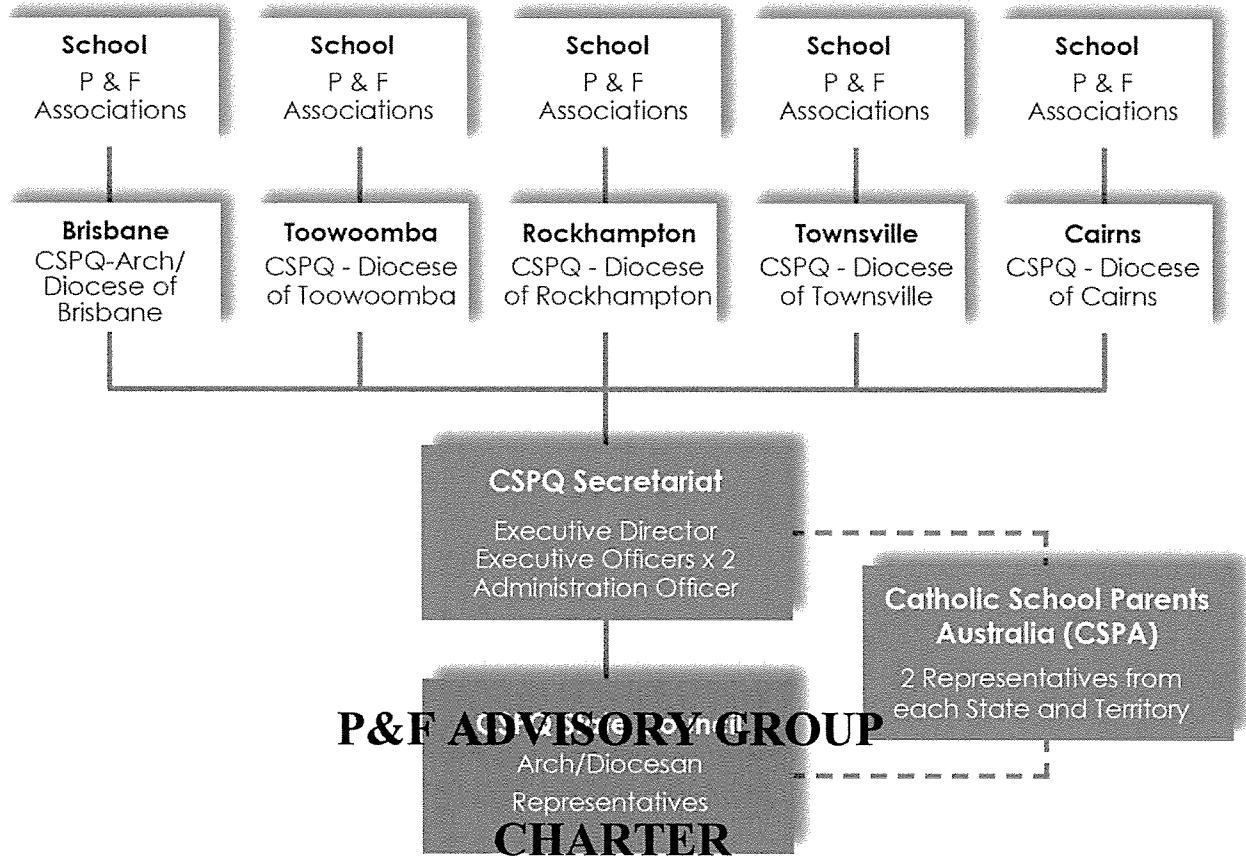 School
P & F
Associations
School
P & F
Associations
School
P & F
Associations
School
P & F
Associations
School
P & F
Associations
Brisbane
CSPQ-Arch/
Diocese of
Brisbane
Toowoomba
CSPQ - Diocese
of Toowoomba
Rockhampton
CSPQ - Diocese
of Rockhampton
Townsville
CSPQ - Diocese
of Townsville
Cairns
CSPQ - Diocese
of Cairns
CSPQ Secretariat
Executive Director
Executive Officers x 2
Administration Officer
Catholic School Parents
Australia (CSPA)
2 Representatives from
each State and Territory
CSPQ State Council
P&F ADVISORY GROUP
Arch/Diocesan
Representatives
CHARTER